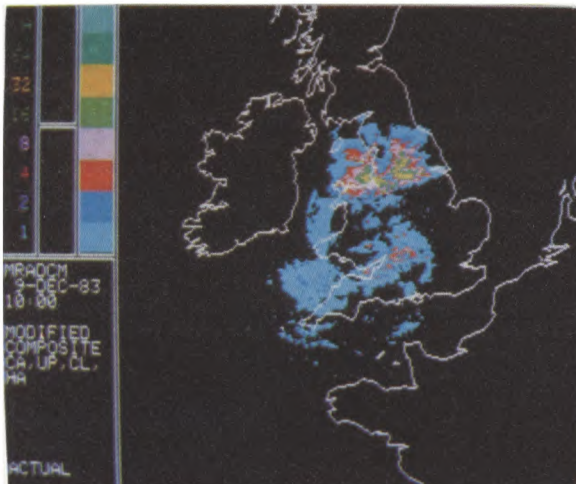 32
16
8
4
2
1
MRADCM
9-DEC-83
10:00
MODIFIED
COMPOSITE
CA,UP,CL,
HA
ACTUAL